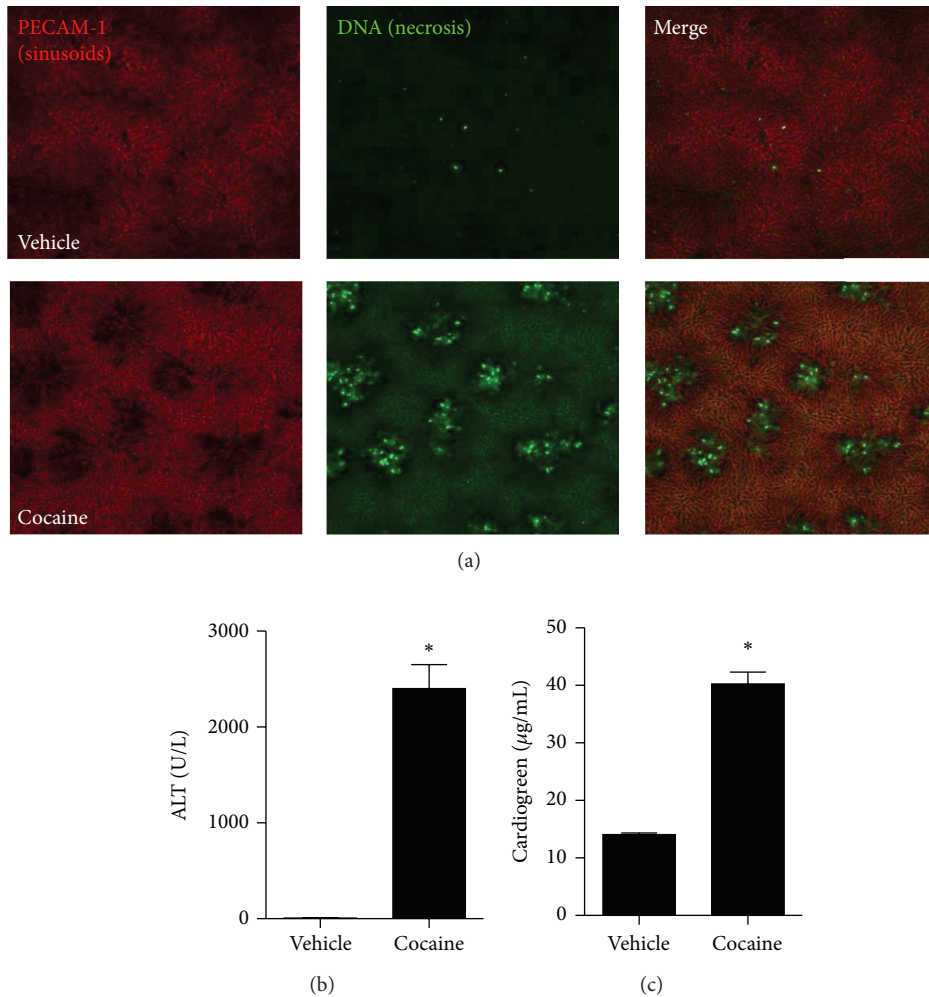 PECAM-1
(sinusoids)
DNA (necrosis)
Merge
Vehicle
Cocaine
(a)
3000
2000
1000
0
ALT (U/L)
*
Vehicle
Cocaine
(b)
50
40
30
20
10
0
Cardiogreen (µg/mL)
*
Vehicle
Cocaine
(c)